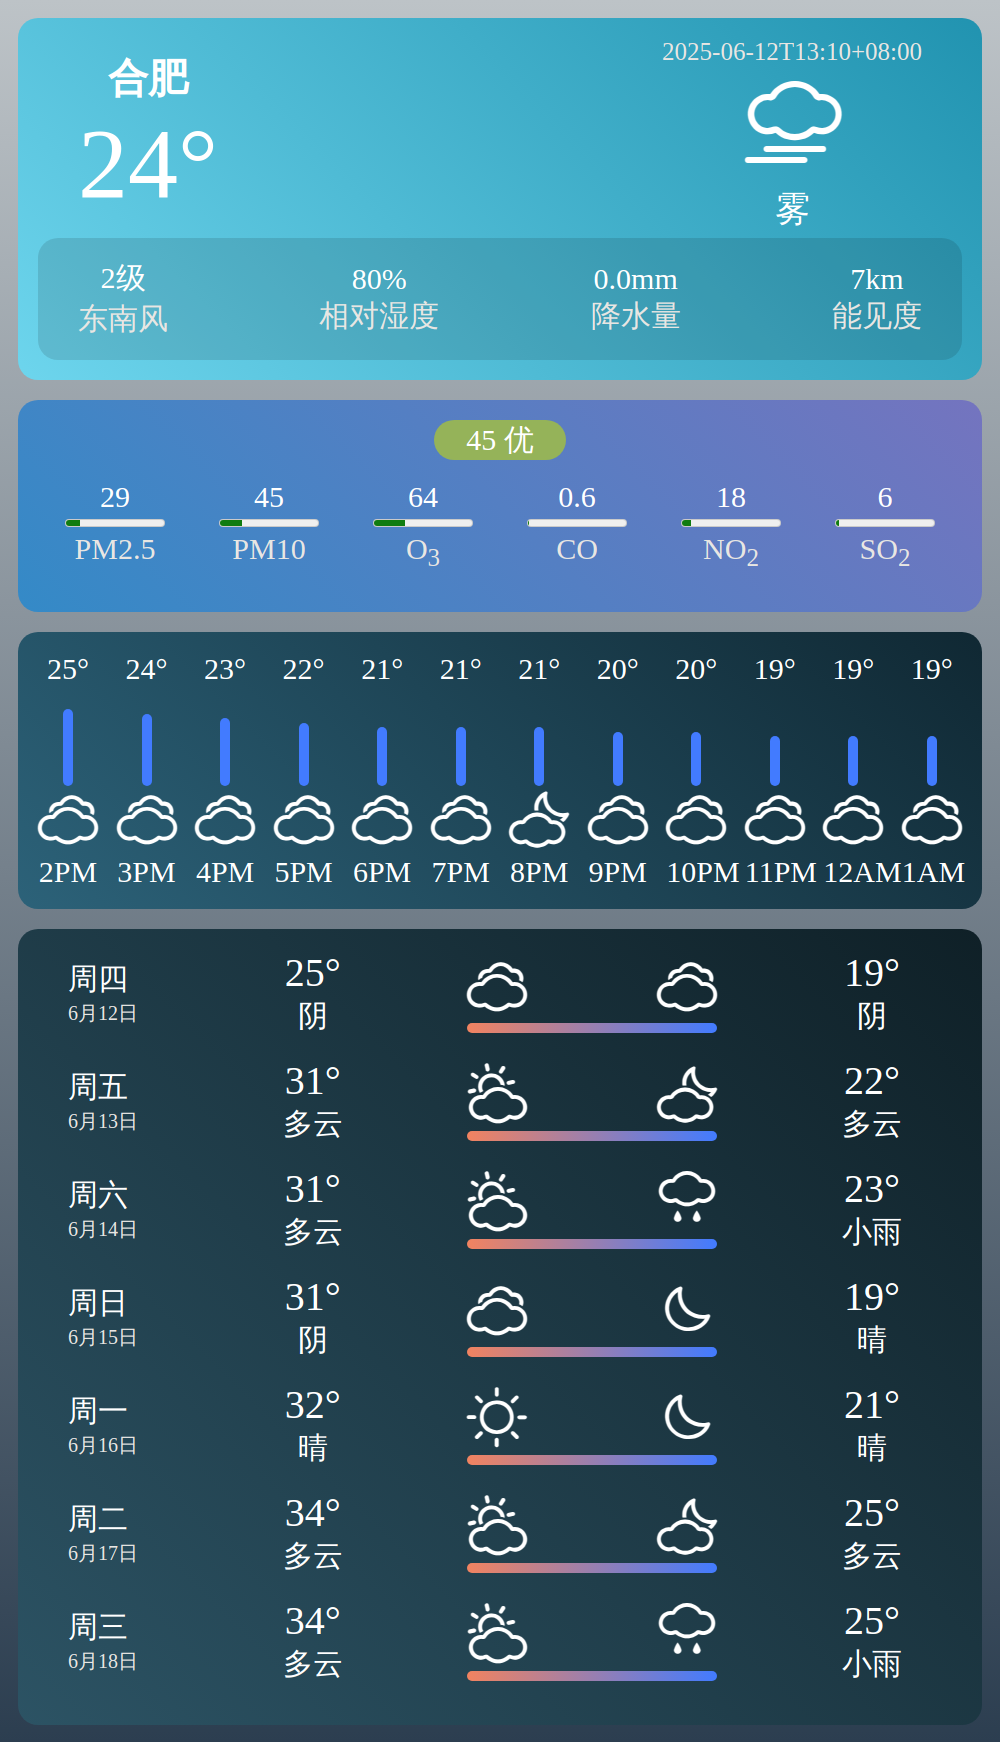 合肥
24°
2025-06-12T13:10+08:00
雾
2级 80% 0.0mm 7km
东南风 相对湿度 降水量 能见度
45 优
29 45 64 0.6 18 6
PM2.5 PM10 O3 CO NO2 SO2
25° 24° 23° 22° 21° 21° 21° 20° 20° 19° 19° 19°
2PM 3PM 4PM 5PM 6PM 7PM 8PM 9PM 10PM 11PM 12AM 1AM
周四 25° 19°
6月12日 阴 阴
周五 31° 22°
6月13日 多云 多云
周六 31° 23°
6月14日 多云 小雨
周日 31° 19°
6月15日 阴 晴
周一 32° 21°
6月16日 晴 晴
周二 34° 25°
6月17日 多云 多云
周三 34° 25°
6月18日 多云 小雨